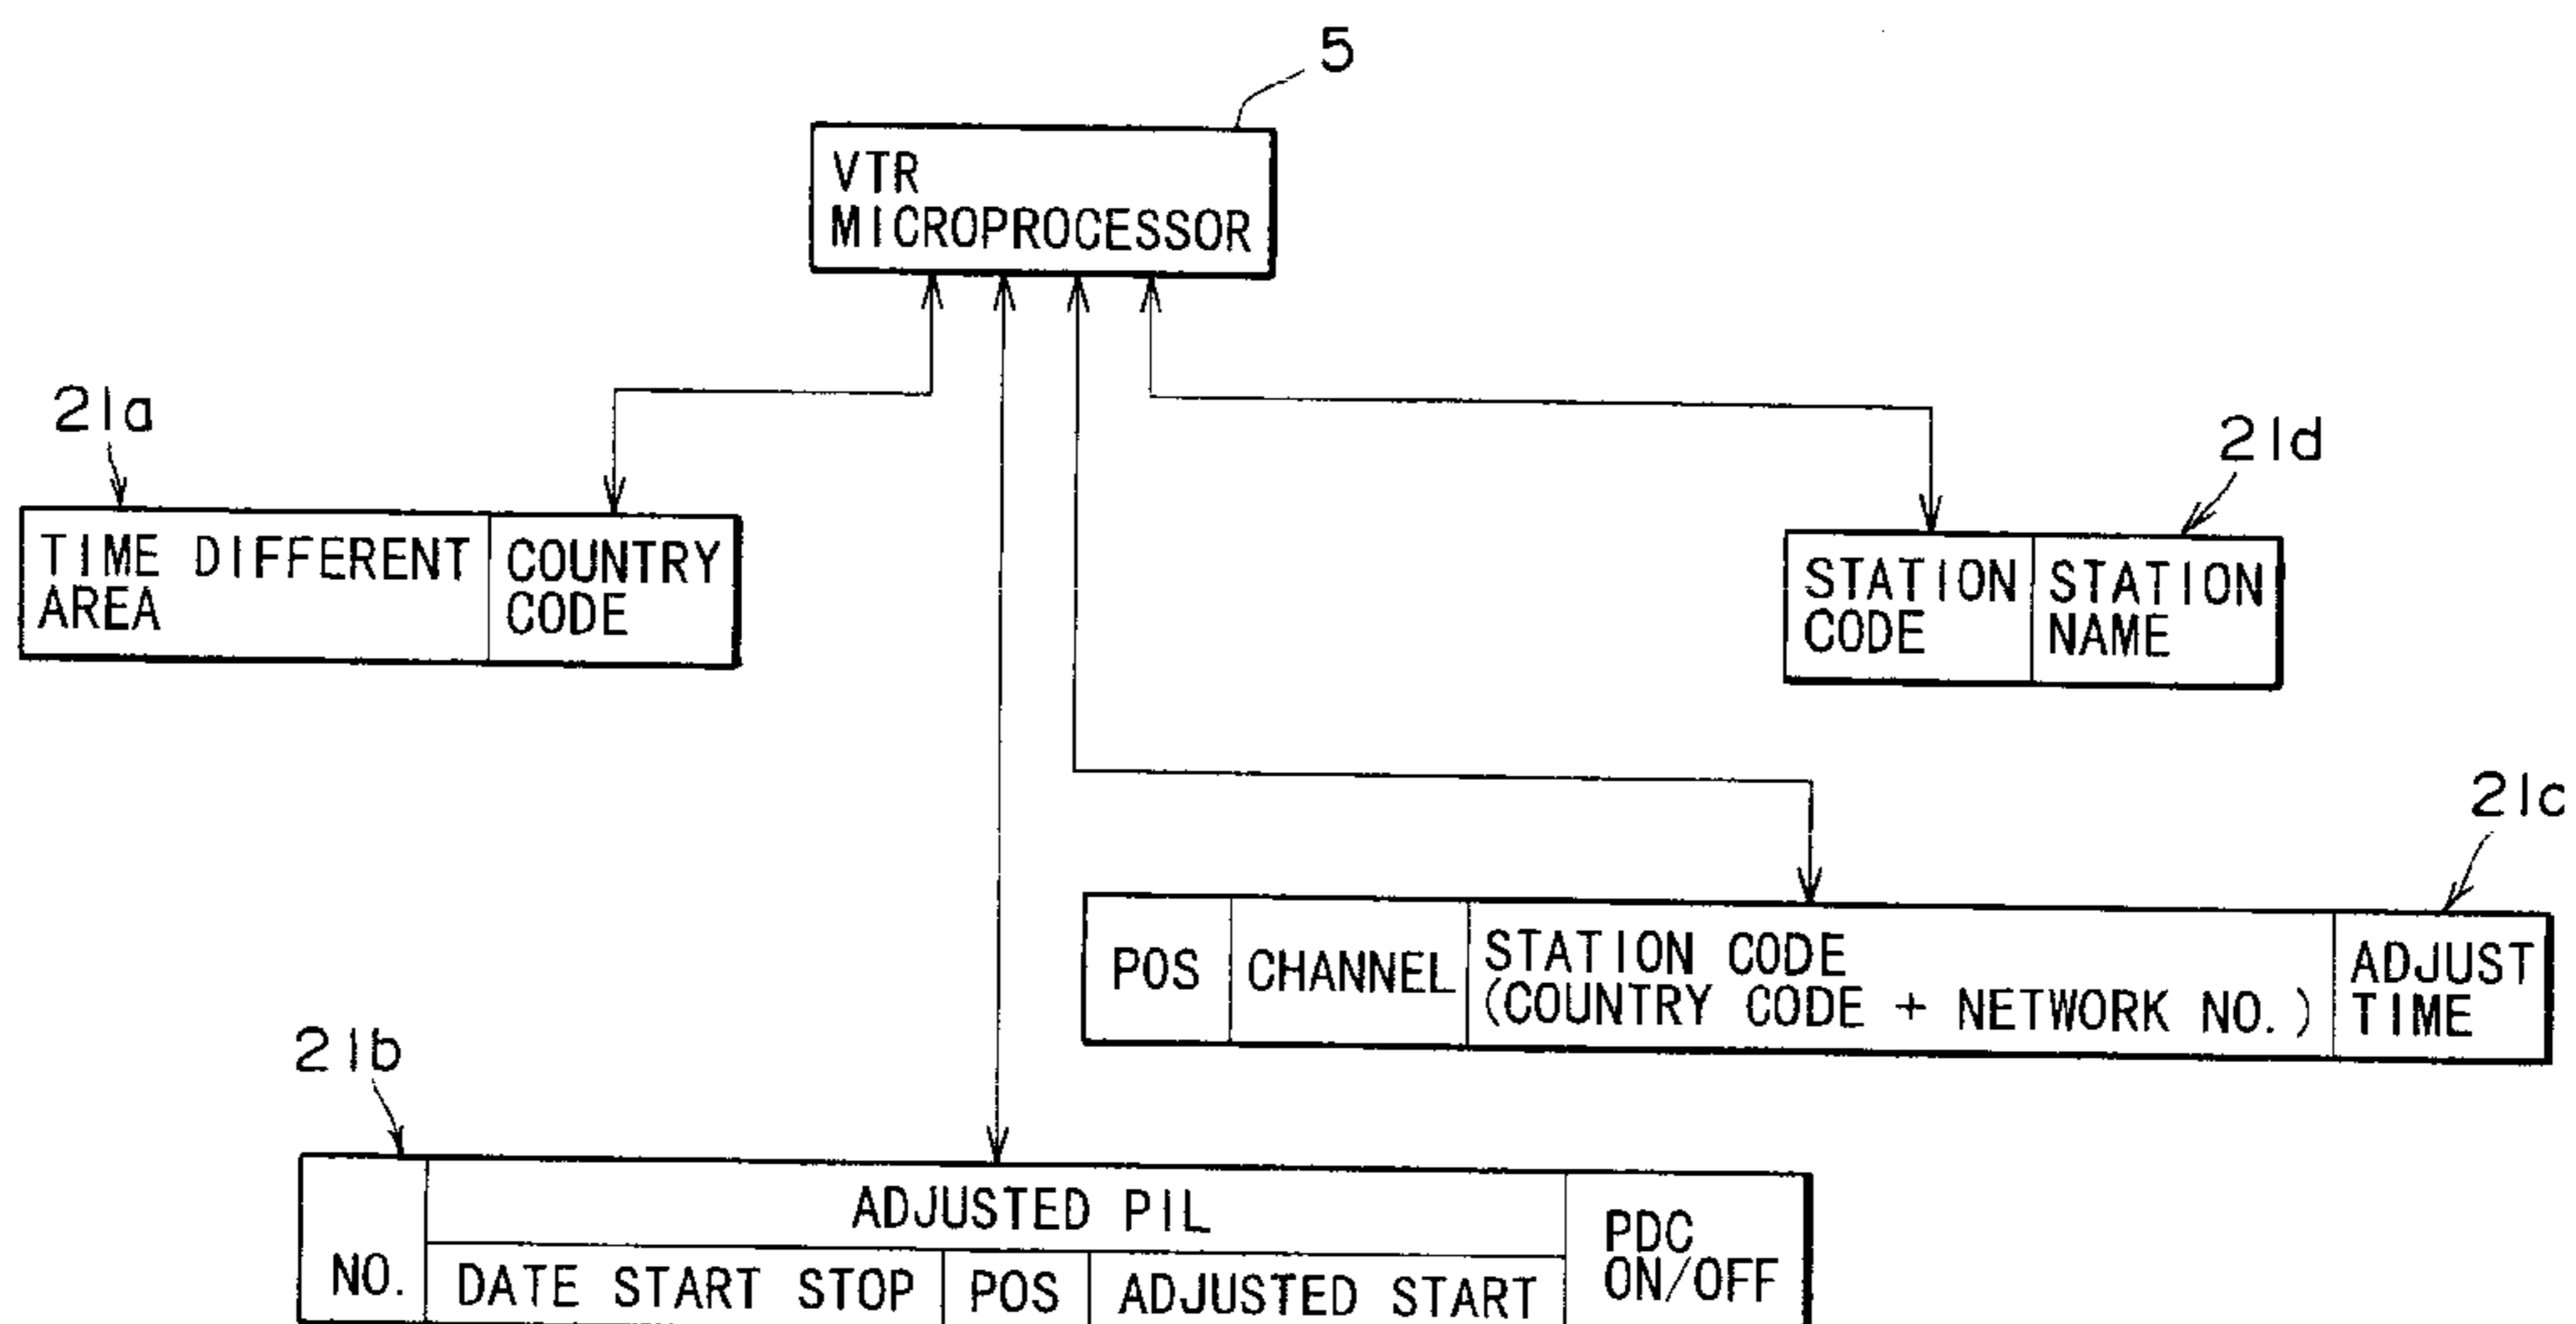 5
VTR
MICROPROCESSOR
21a
TIME DIFFERENT
AREA
COUNTRY
CODE
21d
STATION
CODE
STATION
NAME
21c
POS
CHANNEL
STATION CODE
(COUNTRY CODE + NETWORK NO.)
ADJUST
TIME
21b
NO.
ADJUSTED PIL
DATE START STOP
POS
ADJUSTED START
PDC
ON/OFF